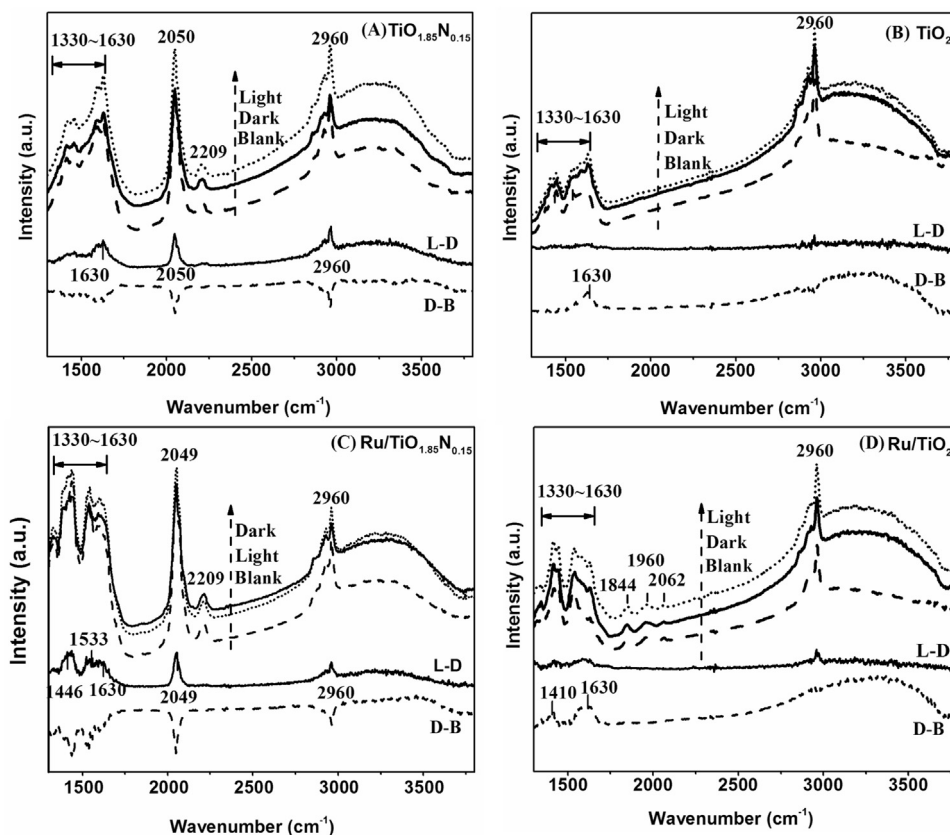 (A) TiO1.85N0.15
1330~1630
2050
2960
2209
Light
Dark
Blank
L-D
1630
2050
2960
D-B
1500 2000 2500 3000 3500
Wavenumber (cm-1)
Intensity (a.u.)
(B) TiO2
2960
1330~1630
Light
Dark
Blank
L-D
1630
D-B
1500 2000 2500 3000 3500
Wavenumber (cm-1)
Intensity (a.u.)
(C) Ru/TiO1.85N0.15
1330~1630
2049
2960
2209
Dark
Light
Blank
1533
L-D
1446 1630
2049
2960
D-B
1500 2000 2500 3000 3500
Wavenumber (cm-1)
Intensity (a.u.)
(D) Ru/TiO2
2960
1330~1630
Light
Dark
Blank
1960
1844 2062
L-D
1410 1630
D-B
1500 2000 2500 3000 3500
Wavenumber (cm-1)
Intensity (a.u.)